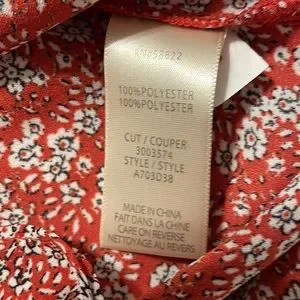 100%POLYESTER
100%POLYESTER
CUT / COUPER
3003574
STYLE / STYLE
A703D38
MADE IN CHINA
FAIT DANS LA CHINE
CARE ON REVERSE
NETTOYAGE AU REVERS